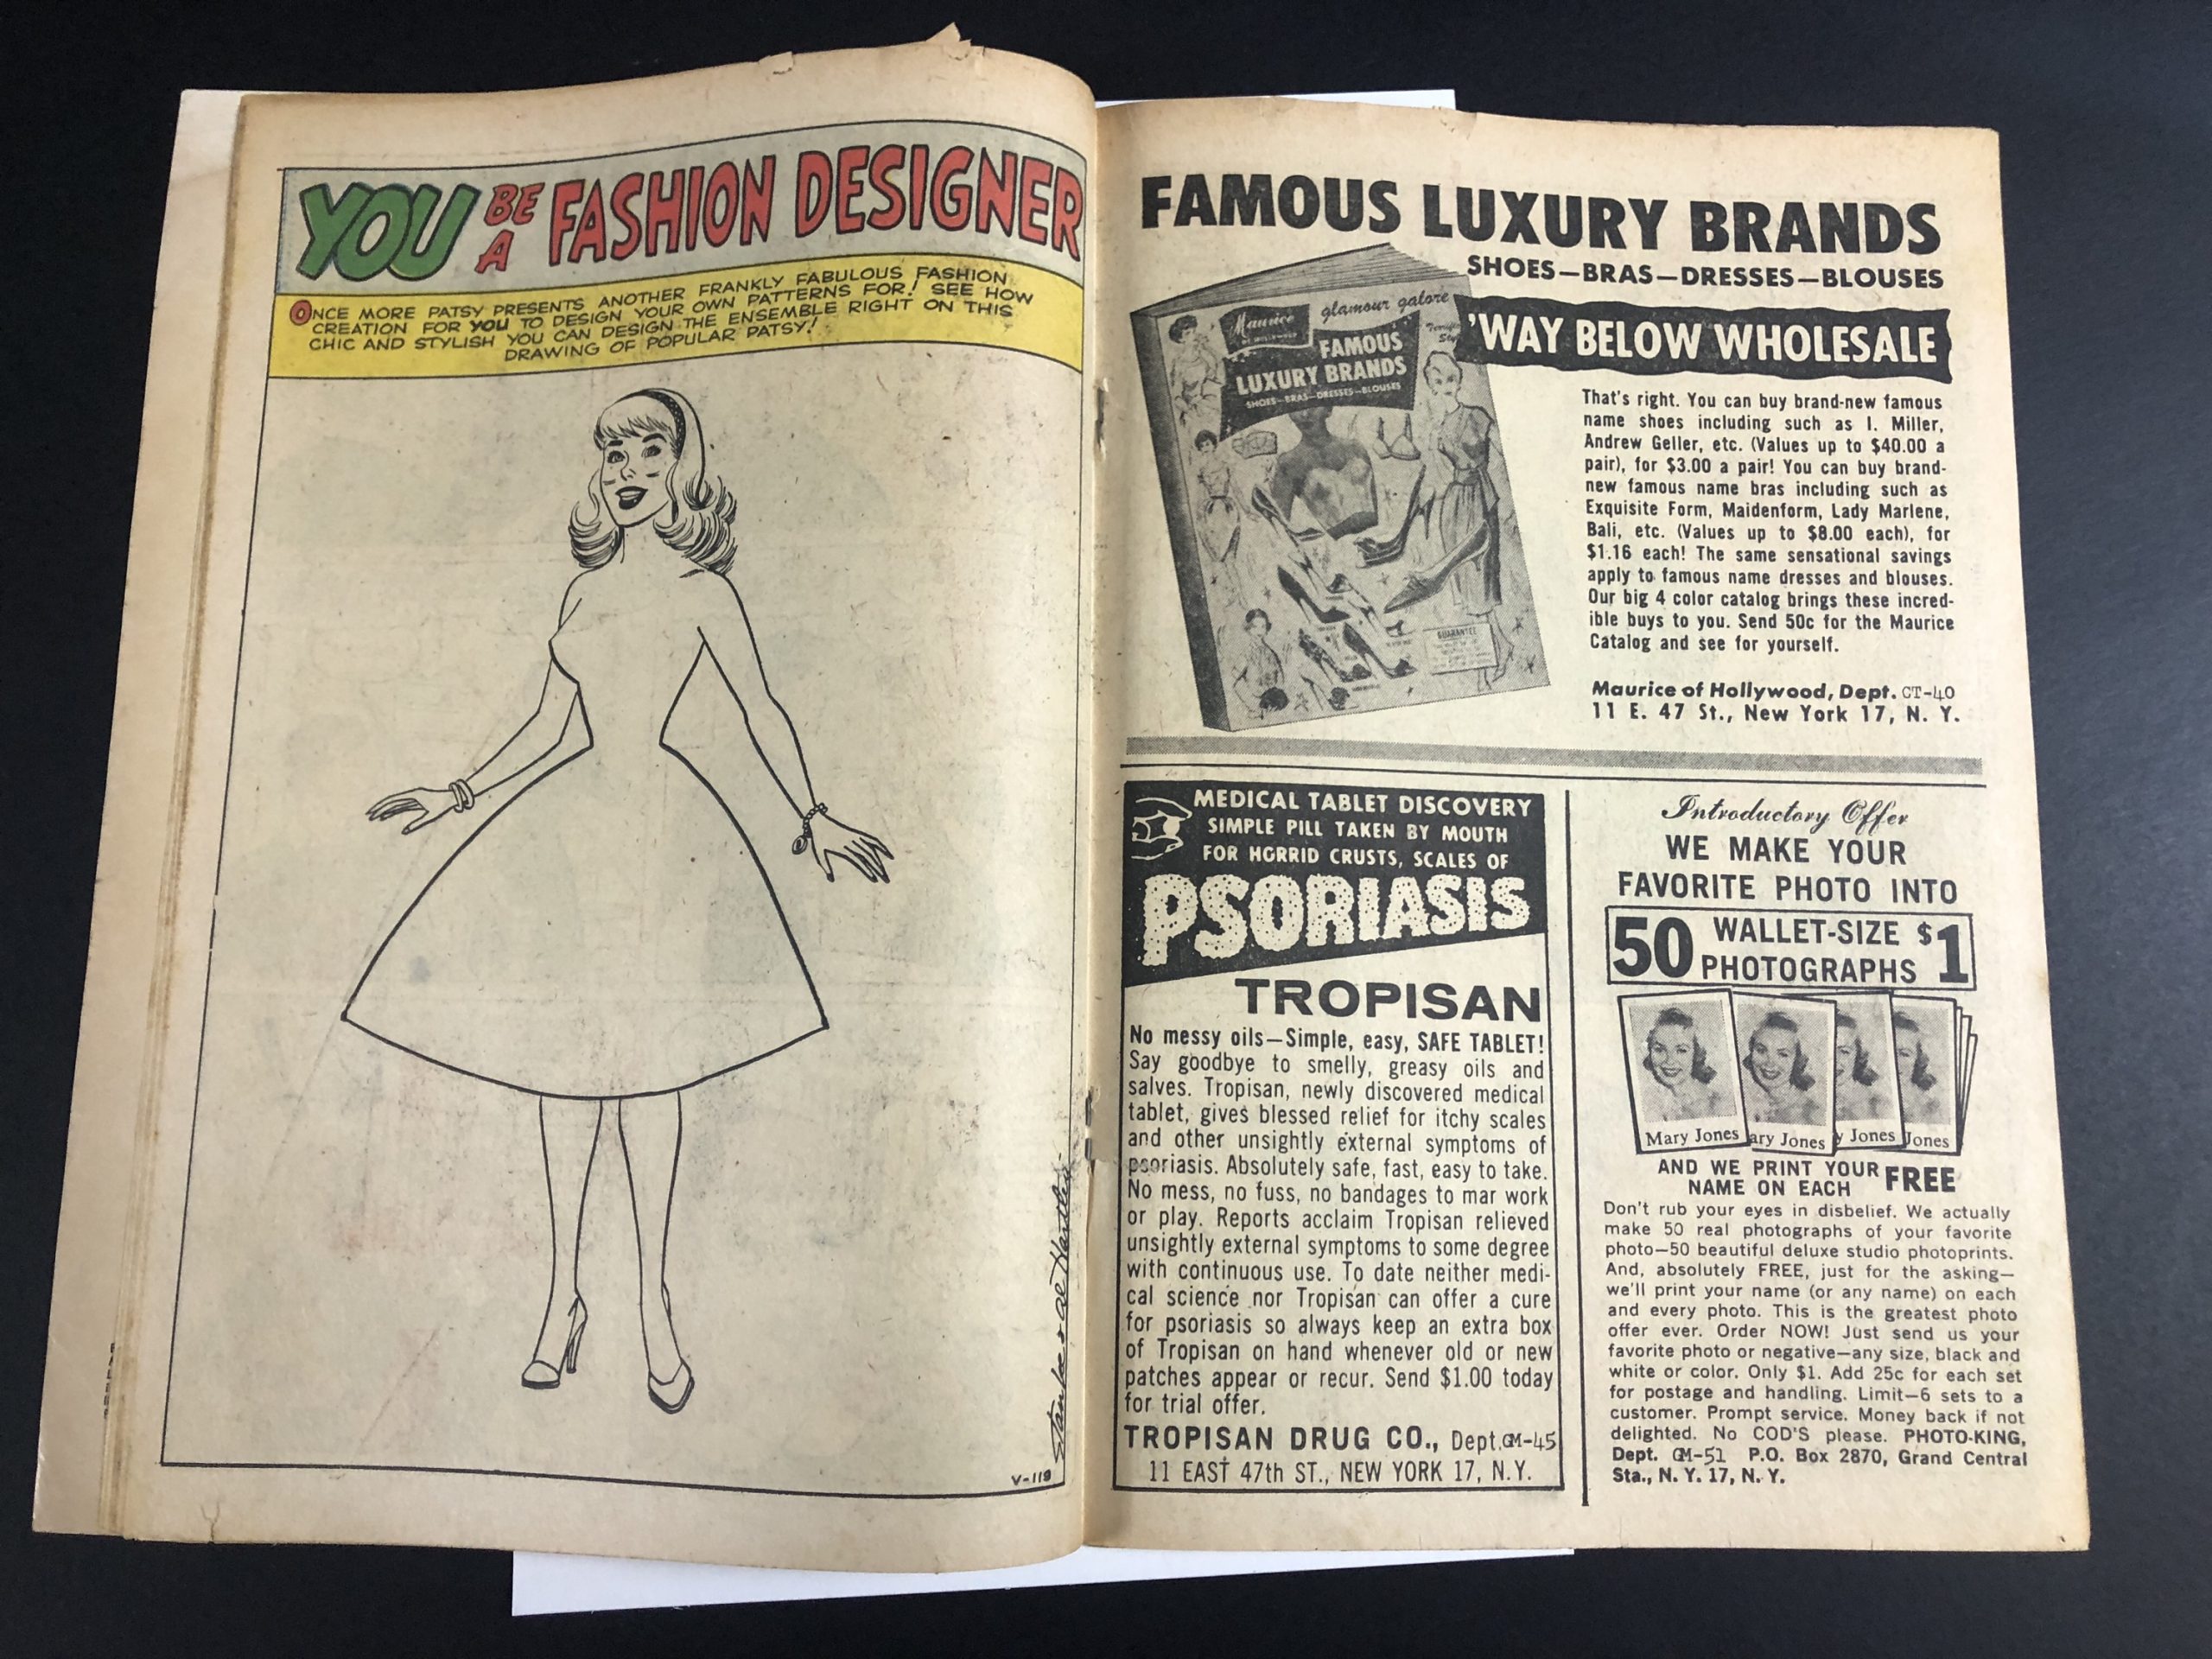 YOU BE A FASHION DESIGNER
ONCE MORE PATSY PRESENTS ANOTHER FRANKLY FABULOUS FASHION
CREATION FOR YOU TO DESIGN YOUR OWN PATTERNS FOR! SEE HOW
CHIC AND STYLISH YOU CAN DESIGN THE ENSEMBLE RIGHT ON THIS
DRAWING OF POPULAR PATSY!
Stan Lee & Al Hartley
V-119
FAMOUS LUXURY BRANDS
SHOES—BRAS—DRESSES—BLOUSES
'WAY BELOW WHOLESALE
Maurice
OF HOLLYWOOD
glamour galore
FAMOUS
LUXURY BRANDS
SHOES—BRAS—DRESSES—BLOUSES
GUARANTEE
That's right. You can buy brand-new famous
name shoes including such as I. Miller,
Andrew Geller, etc. (Values up to $40.00 a
pair), for $3.00 a pair! You can buy brand-
new famous name bras including such as
Exquisite Form, Maidenform, Lady Marlene,
Bali, etc. (Values up to $8.00 each), for
$1.16 each! The same sensational savings
apply to famous name dresses and blouses.
Our big 4 color catalog brings these incred-
ible buys to you. Send 50c for the Maurice
Catalog and see for yourself.
Maurice of Hollywood, Dept. CT-40
11 E. 47 St., New York 17, N. Y.
MEDICAL TABLET DISCOVERY
SIMPLE PILL TAKEN BY MOUTH
FOR HORRID CRUSTS, SCALES OF
PSORIASIS
TROPISAN
No messy oils—Simple, easy, SAFE TABLET!
Say goodbye to smelly, greasy oils and
salves. Tropisan, newly discovered medical
tablet, gives blessed relief for itchy scales
and other unsightly external symptoms of
psoriasis. Absolutely safe, fast, easy to take.
No mess, no fuss, no bandages to mar work
or play. Reports acclaim Tropisan relieved
unsightly external symptoms to some degree
with continuous use. To date neither medi-
cal science nor Tropisan can offer a cure
for psoriasis so always keep an extra box
of Tropisan on hand whenever old or new
patches appear or recur. Send $1.00 today
for trial offer.
TROPISAN DRUG CO., Dept. GM-45
11 EAST 47th ST., NEW YORK 17, N.Y.
Introductory Offer
WE MAKE YOUR
FAVORITE PHOTO INTO
50 WALLET-SIZE PHOTOGRAPHS $1
Mary Jones ary Jones y Jones Jones
AND WE PRINT YOUR
NAME ON EACH FREE
Don't rub your eyes in disbelief. We actually
make 50 real photographs of your favorite
photo—50 beautiful deluxe studio photoprints.
And, absolutely FREE, just for the asking—
we'll print your name (or any name) on each
and every photo. This is the greatest photo
offer ever. Order NOW! Just send us your
favorite photo or negative—any size, black and
white or color. Only $1. Add 25c for each set
for postage and handling. Limit—6 sets to a
customer. Prompt service. Money back if not
delighted. No COD'S please. PHOTO-KING,
Dept. GM-51 P.O. Box 2870, Grand Central
Sta., N. Y. 17, N. Y.